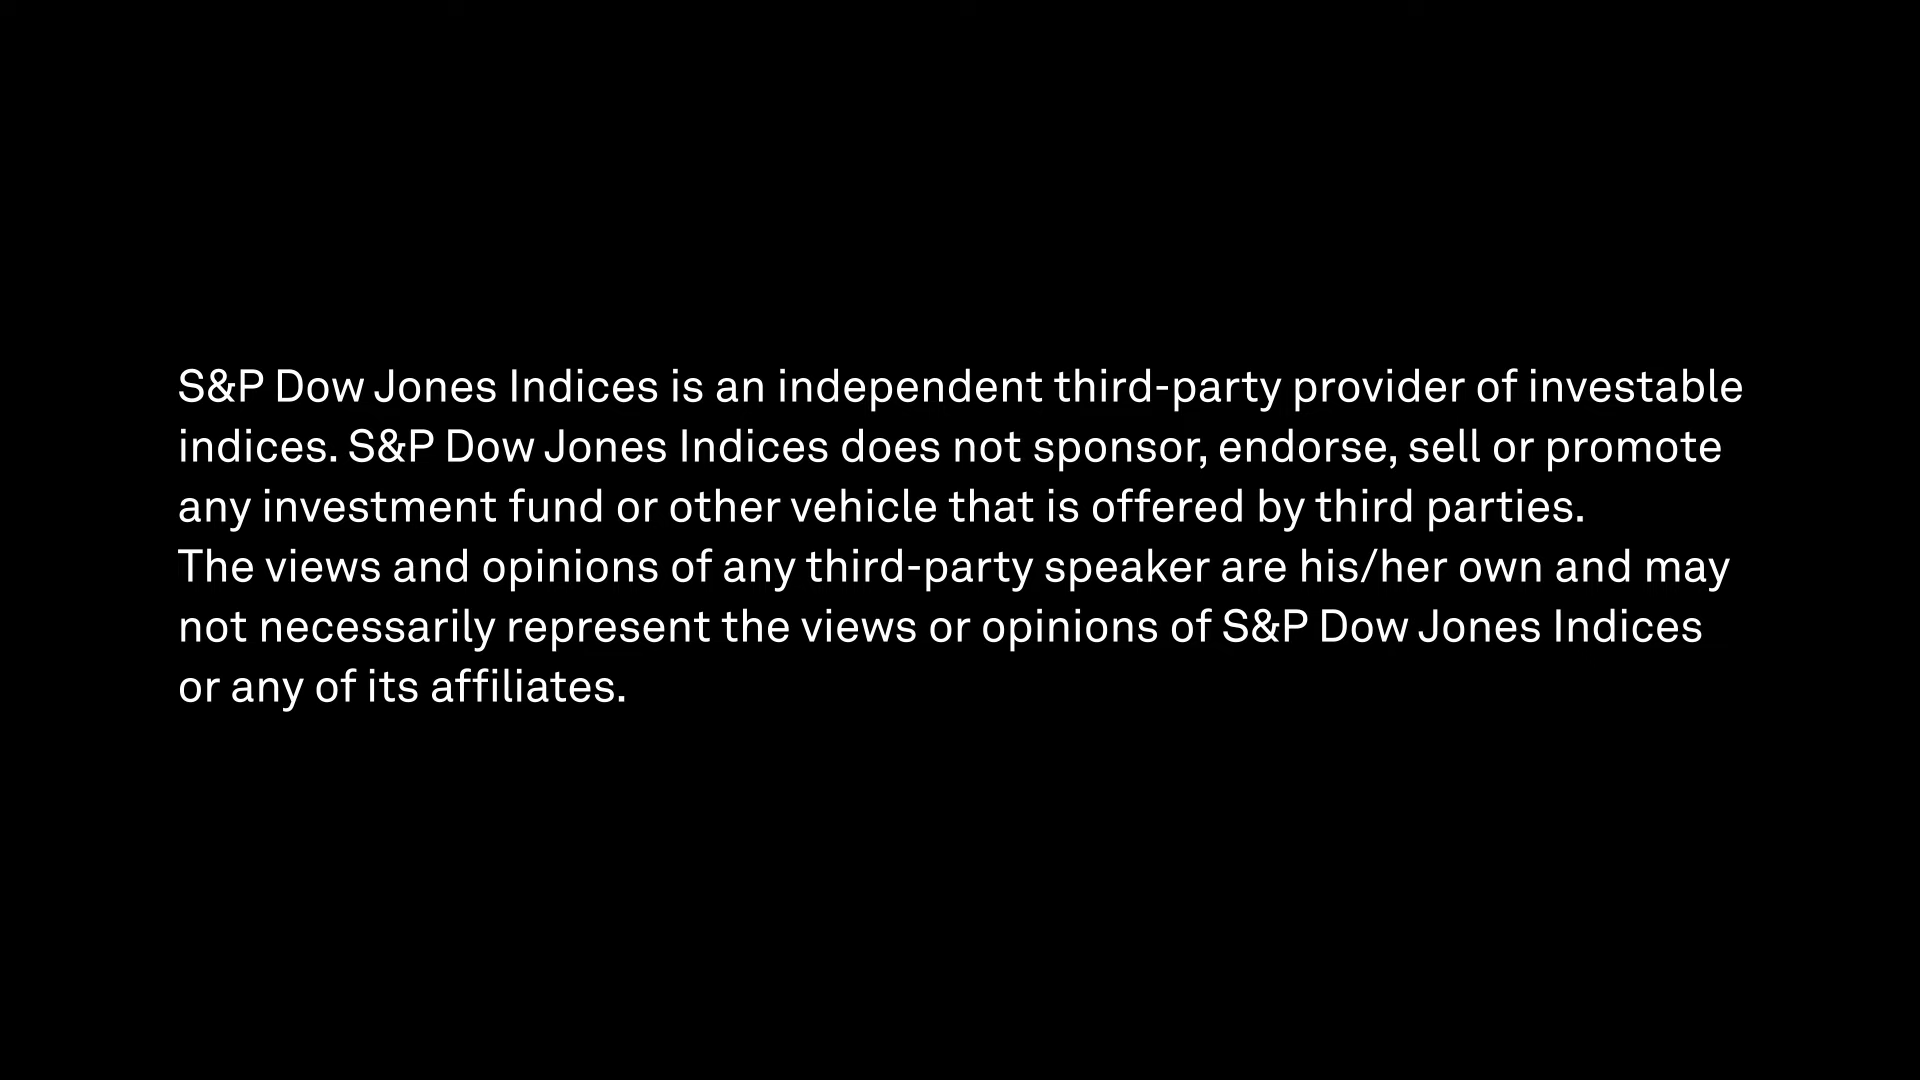 S&P Dow Jones Indices is an independent third-party provider of investable
indices. S&P Dow Jones Indices does not sponsor, endorse, sell or promote
any investment fund or other vehicle that is offered by third parties.
The views and opinions of any third-party speaker are his/her own and may
not necessarily represent the views or opinions of S&P Dow Jones Indices
or any of its affiliates.